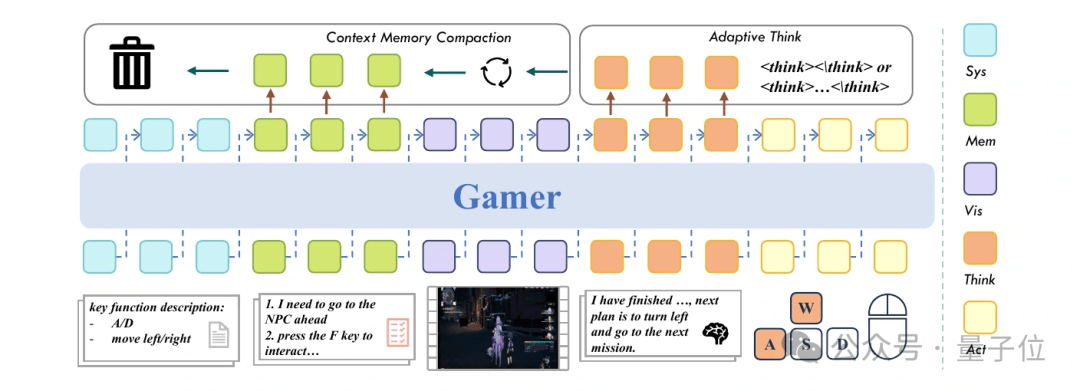 Context Memory Compaction
Adaptive Think
<think><\think> or
<think>…<\think>
Sys
Mem
Vis
Think
Act
Gamer
key function description:
- A/D
- move left/right
1. I need to go to the
NPC ahead
2. press the F key to
interact…
I have finished …, next
plan is to turn left
and go to the next
mission.
W
A S D
公众号 · 量子位